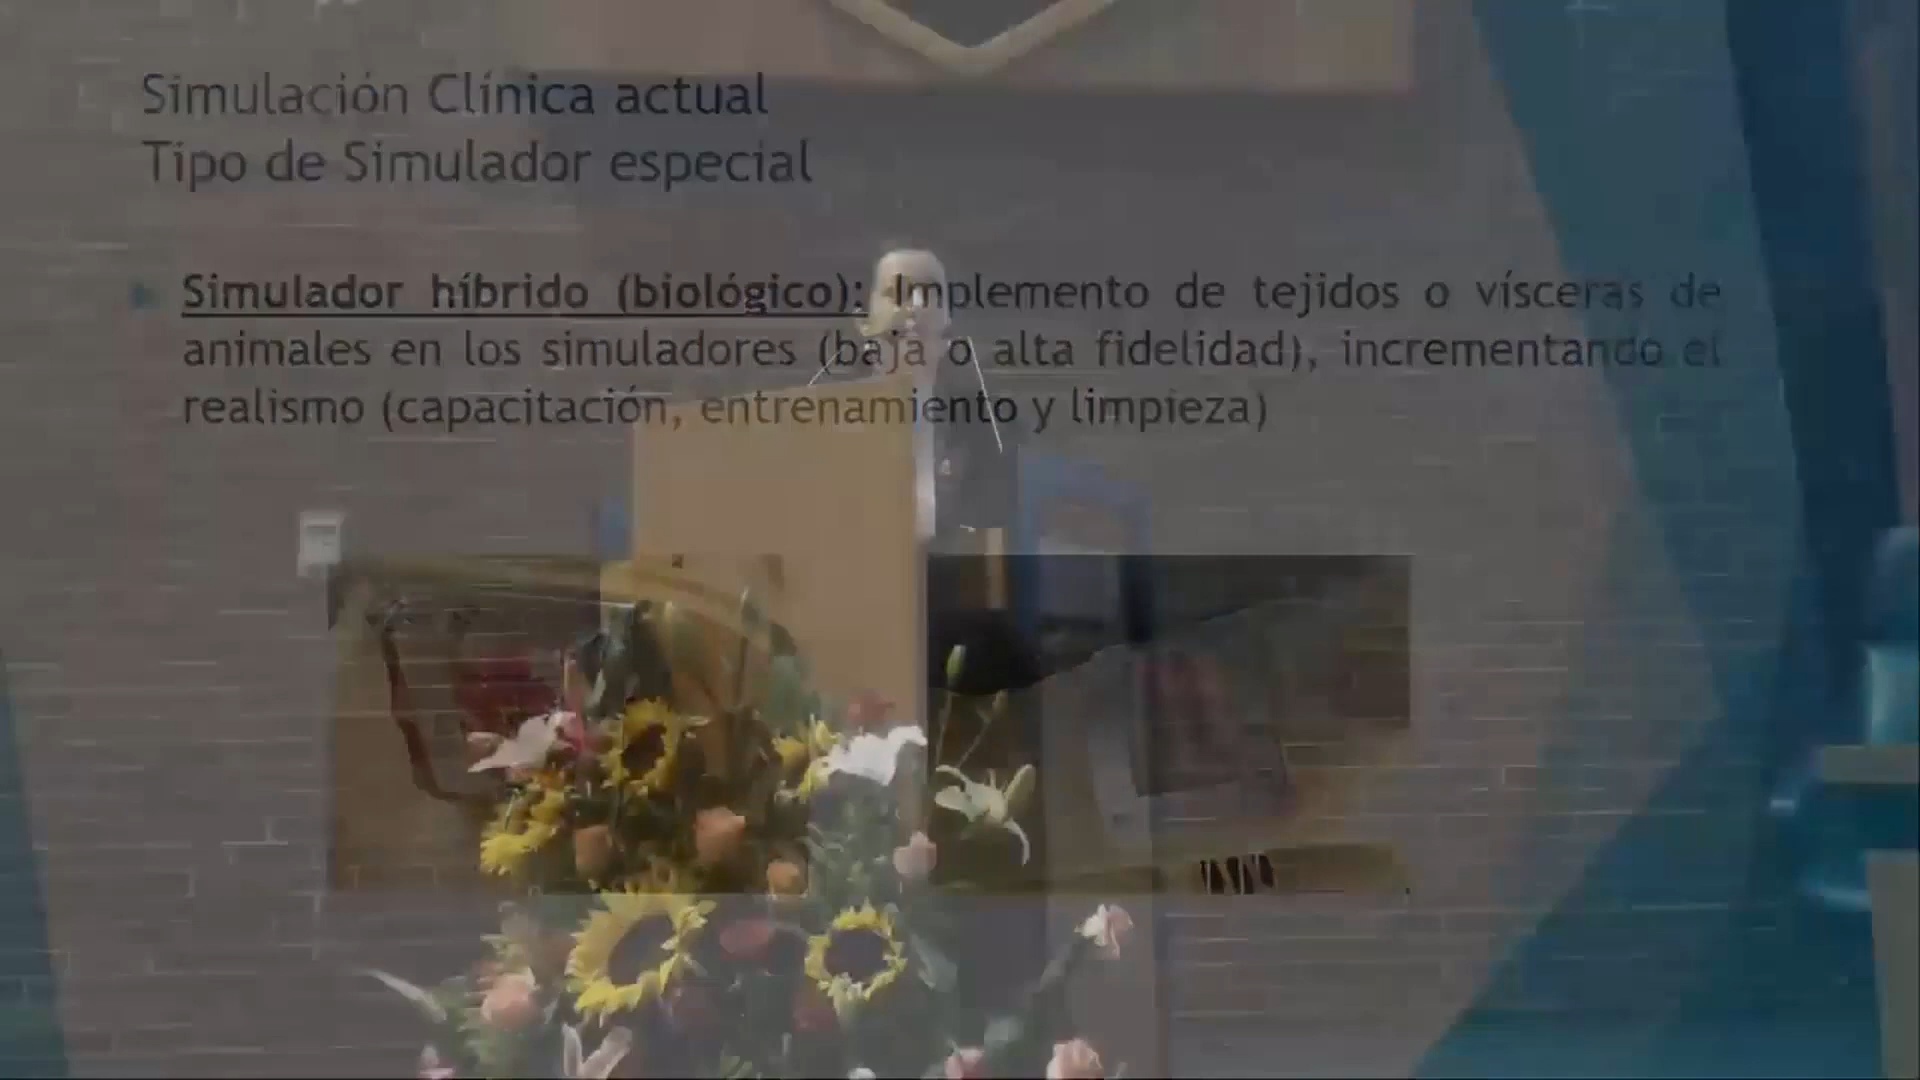 Simulación Clínica actual
Tipo de Simulador especial
Simulador híbrido (biológico): Implemento de tejidos o vísceras de
animales en los simuladores (baja o alta fidelidad), incrementando el
realismo (capacitación, entrenamiento y limpieza)